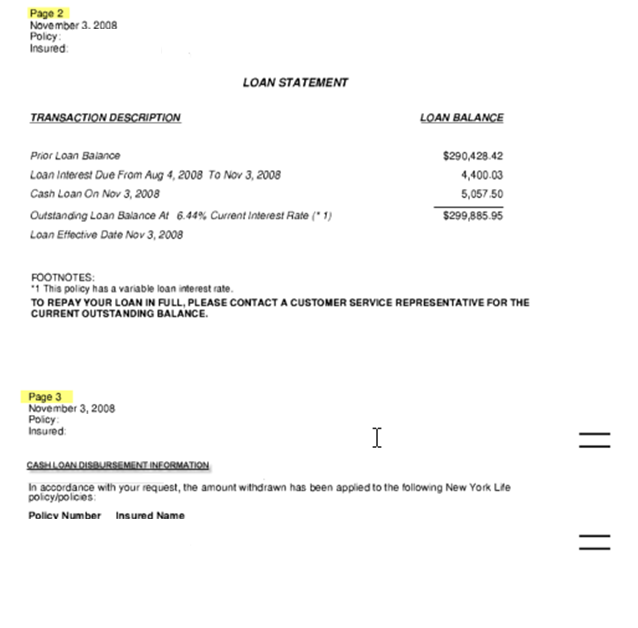 Page 2
November 3. 2008
Policy:
Insured:
LOAN STATEMENT
TRANSACTION DESCRIPTION LOAN BALANCE
Prior Loan Balance $290,428.42
Loan Interest Due From Aug 4, 2008 To Nov 3, 2008 4,400.03
Cash Loan On Nov 3, 2008 5,057.50
Outstanding Loan Balance At 6.44% Current Interest Rate (* 1) $299,885.95
Loan Effective Date Nov 3, 2008
FOOTNOTES:
*1 This policy has a variable loan interest rate.
TO REPAY YOUR LOAN IN FULL, PLEASE CONTACT A CUSTOMER SERVICE REPRESENTATIVE FOR THE
CURRENT OUTSTANDING BALANCE.
Page 3
November 3, 2008
Policy:
Insured:
CASH LOAN DISBURSEMENT INFORMATION
In accordance with your request, the amount withdrawn has been applied to the following New York Life
policy/policies:
Policy Number Insured Name